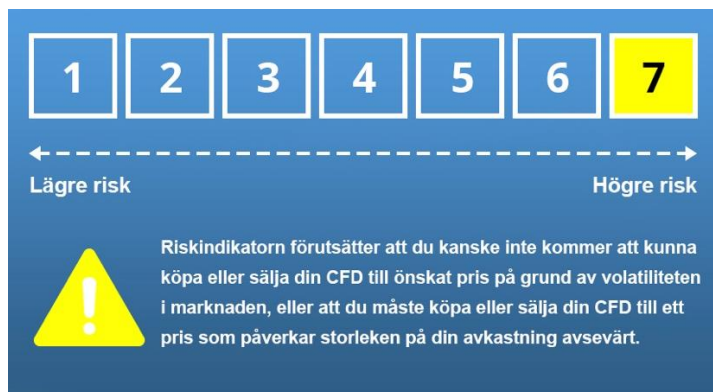 1 2 3 4 5 6 7
Lägre risk Högre risk
Riskindikatorn förutsätter att du kanske inte kommer att kunna
köpa eller sälja din CFD till önskat pris på grund av volatiliteten
i marknaden, eller att du måste köpa eller sälja din CFD till ett
pris som påverkar storleken på din avkastning avsevärt.